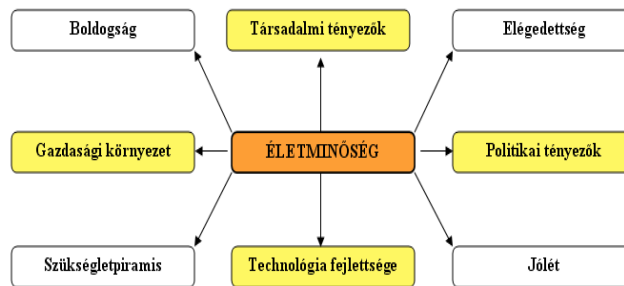 Boldogság
Társadalmi tényezők
Elégedettség
Gazdasági környezet
ÉLETMINŐSÉG
Politikai tényezők
Szükségletpiramis
Technológia fejlettsége
Jólét